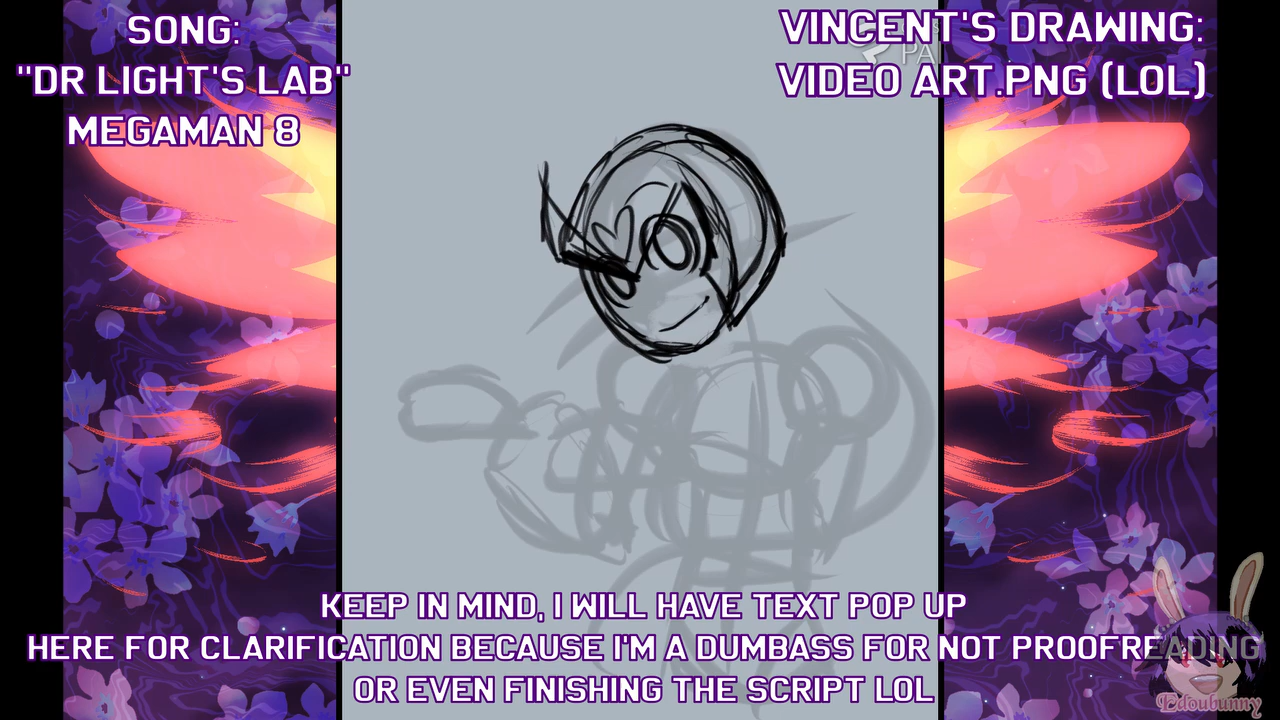 SONG:
"DR LIGHT'S LAB"
MEGAMAN 8
VINCENT'S DRAWING:
VIDEO ART.PNG (LOL)
PA
KEEP IN MIND, I WILL HAVE TEXT POP UP
HERE FOR CLARIFICATION BECAUSE I'M A DUMBASS FOR NOT PROOFREADING
OR EVEN FINISHING THE SCRIPT LOL
Edoubunny